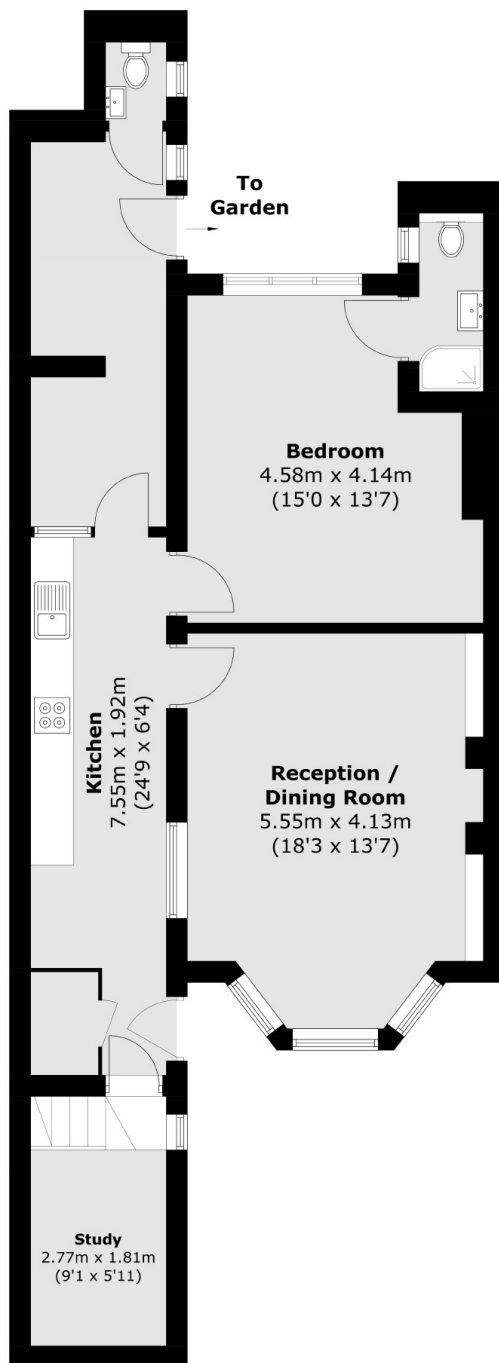 To
Garden
Bedroom
4.58m x 4.14m
(15'0 x 13'7)
Kitchen
7.55m x 1.92m
(24'9 x 6'4)
Reception /
Dining Room
5.55m x 4.13m
(18'3 x 13'7)
Study
2.77m x 1.81m
(9'1 x 5'11)